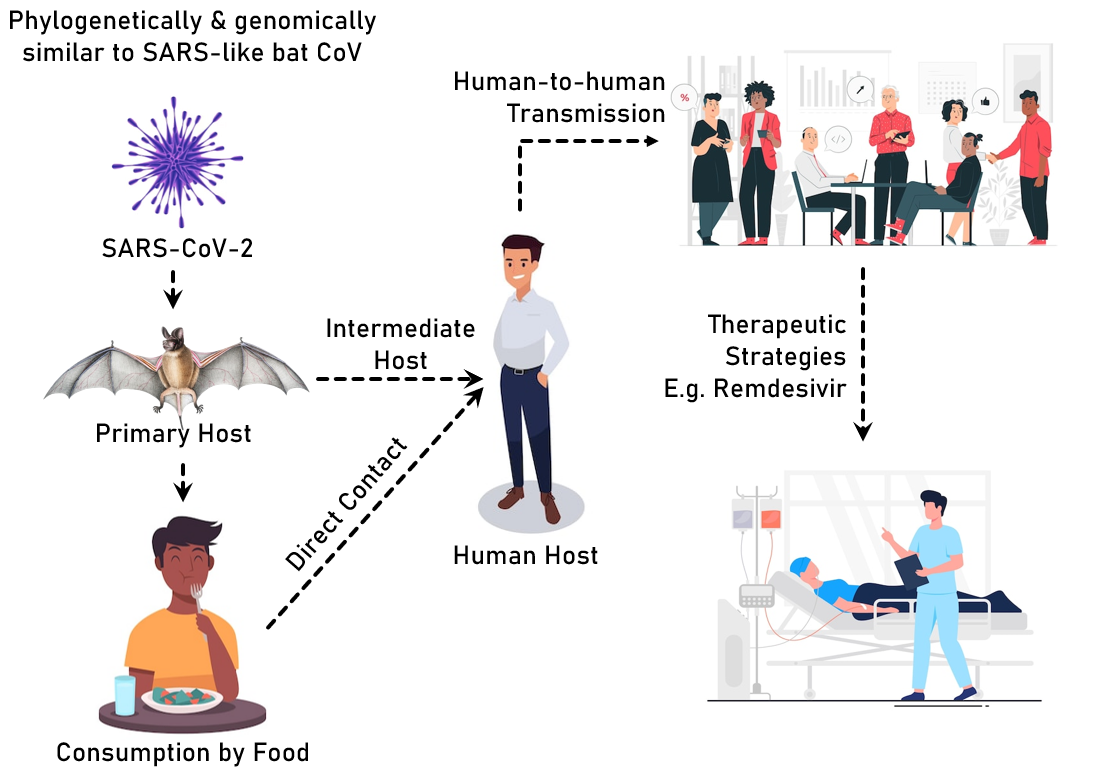 Phylogenetically & genomically
similar to SARS-like bat CoV
SARS-CoV-2
Primary Host
Consumption by Food
Intermediate
Host
Direct Contact
Human Host
Human-to-human
Transmission
%
</>
Therapeutic
Strategies
E.g. Remdesivir